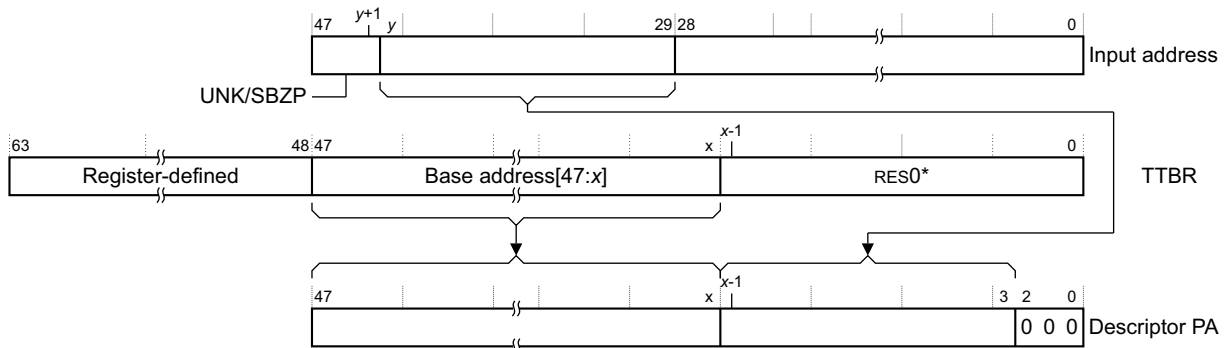 47 y+1 y 29 28 0
Input address
UNK/SBZP
63 48 47 x x-1 0
Register-defined Base address[47:x] RES0* TTBR
47 x x-1 3 2 0
0 0 0 Descriptor PA